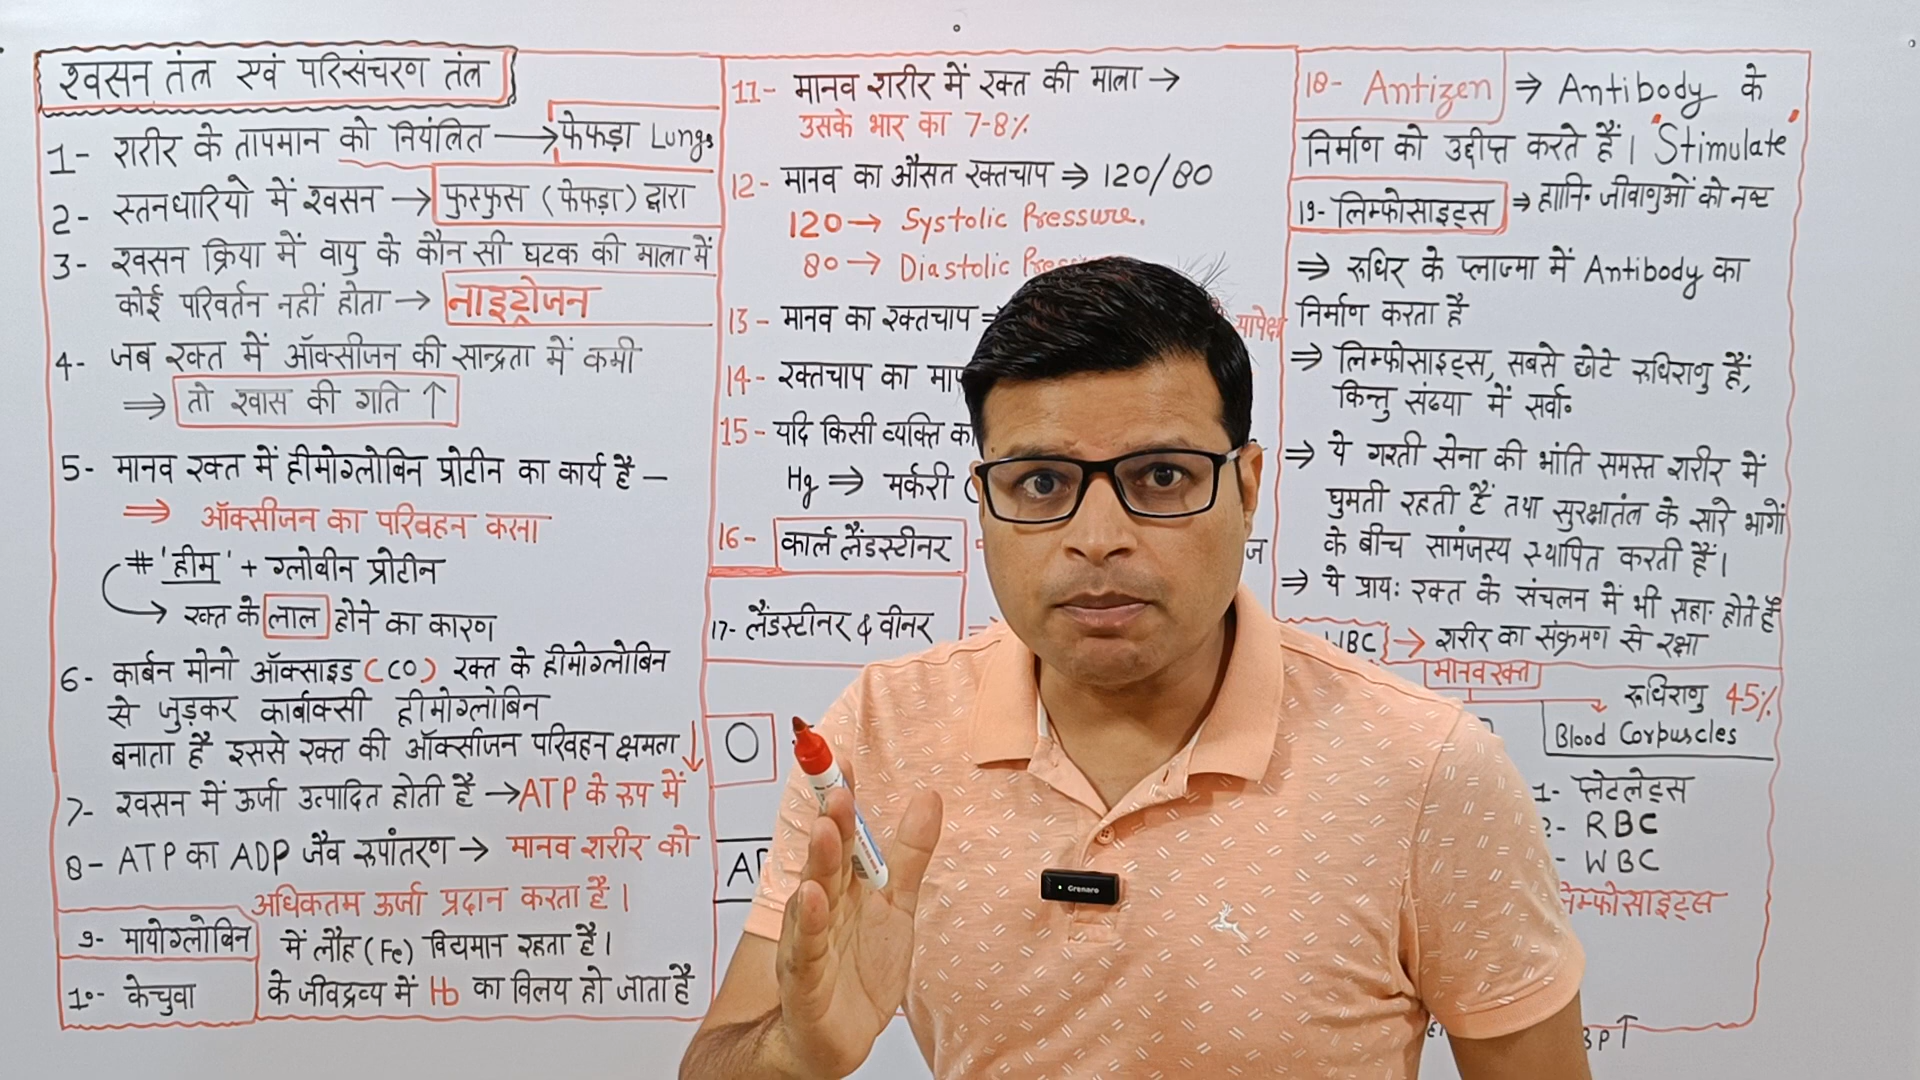 श्वसन तंत्र एवं परिसंचरण तंत्र
1- शरीर के तापमान को नियंत्रित → फेफड़ा Lungs
2- स्तनधारियो में श्वसन → फुस्फुस (फेफड़ा) द्वारा
3- श्वसन क्रिया में वायु के कौन सी घटक की मात्रा में
कोई परिवर्तन नहीं होता → नाइट्रोजन
4- जब रक्त में ऑक्सीजन की सान्द्रता में कमी
⇒ तो श्वास की गति ↑
5- मानव रक्त में हीमोग्लोबिन प्रोटीन का कार्य है —
⇒ ऑक्सीजन का परिवहन करना
# 'हीम' + ग्लोबीन प्रोटीन
→ रक्त के लाल होने का कारण
6- कार्बन मोनो ऑक्साइड (CO) रक्त के हीमोग्लोबिन
से जुड़कर कार्बाक्सी हीमोग्लोबिन
बनाता है इससे रक्त की ऑक्सीजन परिवहन क्षमता ↓
7- श्वसन में ऊर्जा उत्पादित होती है → ATP के रूप में
8- ATP का ADP जैव रूपांतरण → मानव शरीर को
अधिकतम ऊर्जा प्रदान करता है।
9- मायोग्लोबिन में लौह (Fe) विद्यमान रहता है।
10- केचुवा के जीवद्रव्य में Hb का विलय हो जाता है
11- मानव शरीर में रक्त की मात्रा →
उसके भार का 7-8%
12- मानव का औसत रक्तचाप ⇒ 120/80
120 → Systolic Pressure.
80 → Diastolic
13- मानव का रक्तचाप ⇒
14- रक्तचाप का
15- यदि किसी व्यक्ति
Hg ⇒ मर्करी (
16- कार्ल लैंडस्टीनर
17- लैंडस्टीनर & वीनर
O
18- Antizen ⇒ Antibody के
निर्माण को उद्दीप्त करते हैं। "Stimulate"
19- लिम्फोसाइट्स ⇒ हानि॰ जीवाणुओं को नष्ट
⇒ रूधिर के प्लाज्मा में Antibody का
निर्माण करता है
⇒ लिम्फोसाइट्स, सबसे छोटे रूधिराणु हैं,
किन्तु संख्या में सर्वा॰
⇒ ये गश्ती सेना की भांति समस्त शरीर में
घुमती रहती हैं तथा सुरक्षातंत्र के सारे भागों
के बीच सामंजस्य स्थापित करती हैं।
⇒ ये प्रायः रक्त के संचलन में भी सहा॰ होते हैं
WBC → शरीर का संक्रमण से रक्षा
मानव रक्त
रूधिराणु 45%
Blood Corpuscles
1- प्लेटलेट्स
2- RBC
- WBC
लिम्फोसाइट्स
BP↑
Grenaro